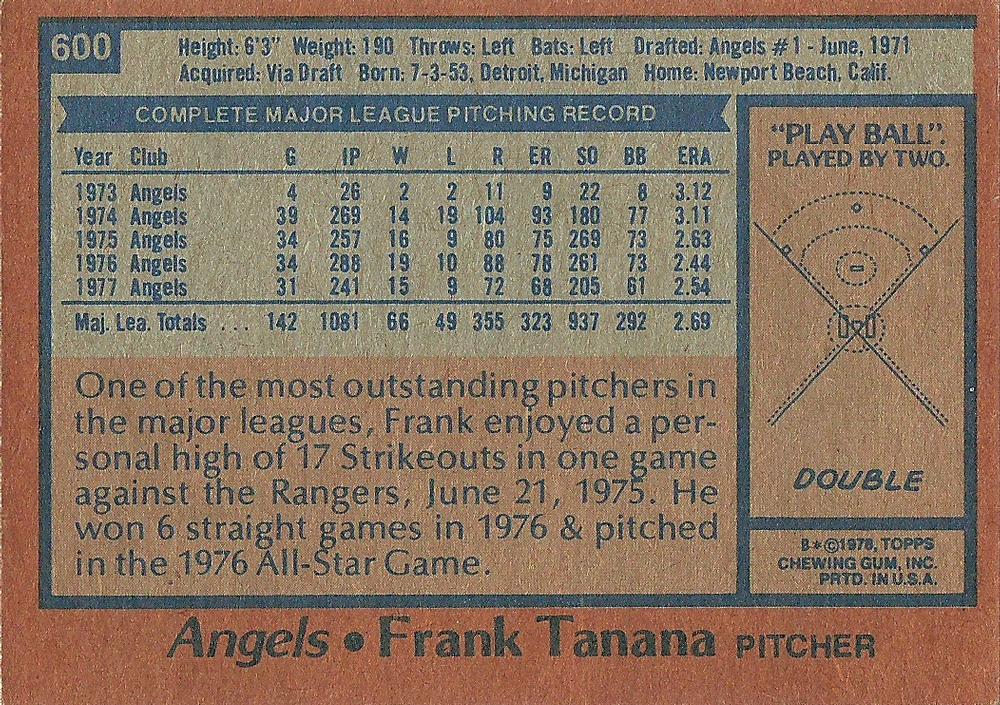 600
Height: 6'3" Weight: 190 Throws: Left Bats: Left Drafted: Angels #1 - June, 1971
Acquired: Via Draft Born: 7-3-53, Detroit, Michigan Home: Newport Beach, Calif.
COMPLETE MAJOR LEAGUE PITCHING RECORD
Year Club G IP W L R ER SO BB ERA
1973 Angels 4 26 2 2 11 9 22 8 3.12
1974 Angels 39 269 14 19 104 93 180 77 3.11
1975 Angels 34 257 16 9 80 75 269 73 2.63
1976 Angels 34 288 19 10 88 78 261 73 2.44
1977 Angels 31 241 15 9 72 68 205 61 2.54
Maj. Lea. Totals ... 142 1081 66 49 355 323 937 292 2.69
One of the most outstanding pitchers in
the major leagues, Frank enjoyed a per-
sonal high of 17 Strikeouts in one game
against the Rangers, June 21, 1975. He
won 6 straight games in 1976 & pitched
in the 1976 All-Star Game.
"PLAY BALL".
PLAYED BY TWO.
DOUBLE
B*©1978, TOPPS
CHEWING GUM, INC.
PRTD. IN U.S.A.
Angels • Frank Tanana PITCHER